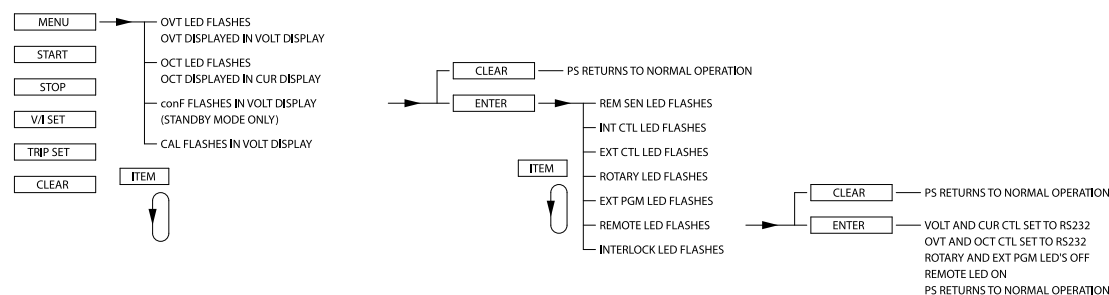 MENU
START
STOP
V/I SET
TRIP SET
CLEAR
OVT LED FLASHES
OVT DISPLAYED IN VOLT DISPLAY
OCT LED FLASHES
OCT DISPLAYED IN CUR DISPLAY
conF FLASHES IN VOLT DISPLAY
(STANDBY MODE ONLY)
CAL FLASHES IN VOLT DISPLAY
ITEM
CLEAR
PS RETURNS TO NORMAL OPERATION
ENTER
REM SEN LED FLASHES
INT CTL LED FLASHES
EXT CTL LED FLASHES
ROTARY LED FLASHES
EXT PGM LED FLASHES
REMOTE LED FLASHES
INTERLOCK LED FLASHES
ITEM
CLEAR
PS RETURNS TO NORMAL OPERATION
ENTER
VOLT AND CUR CTL SET TO RS232
OVT AND OCT CTL SET TO RS232
ROTARY AND EXT PGM LED'S OFF
REMOTE LED ON
PS RETURNS TO NORMAL OPERATION